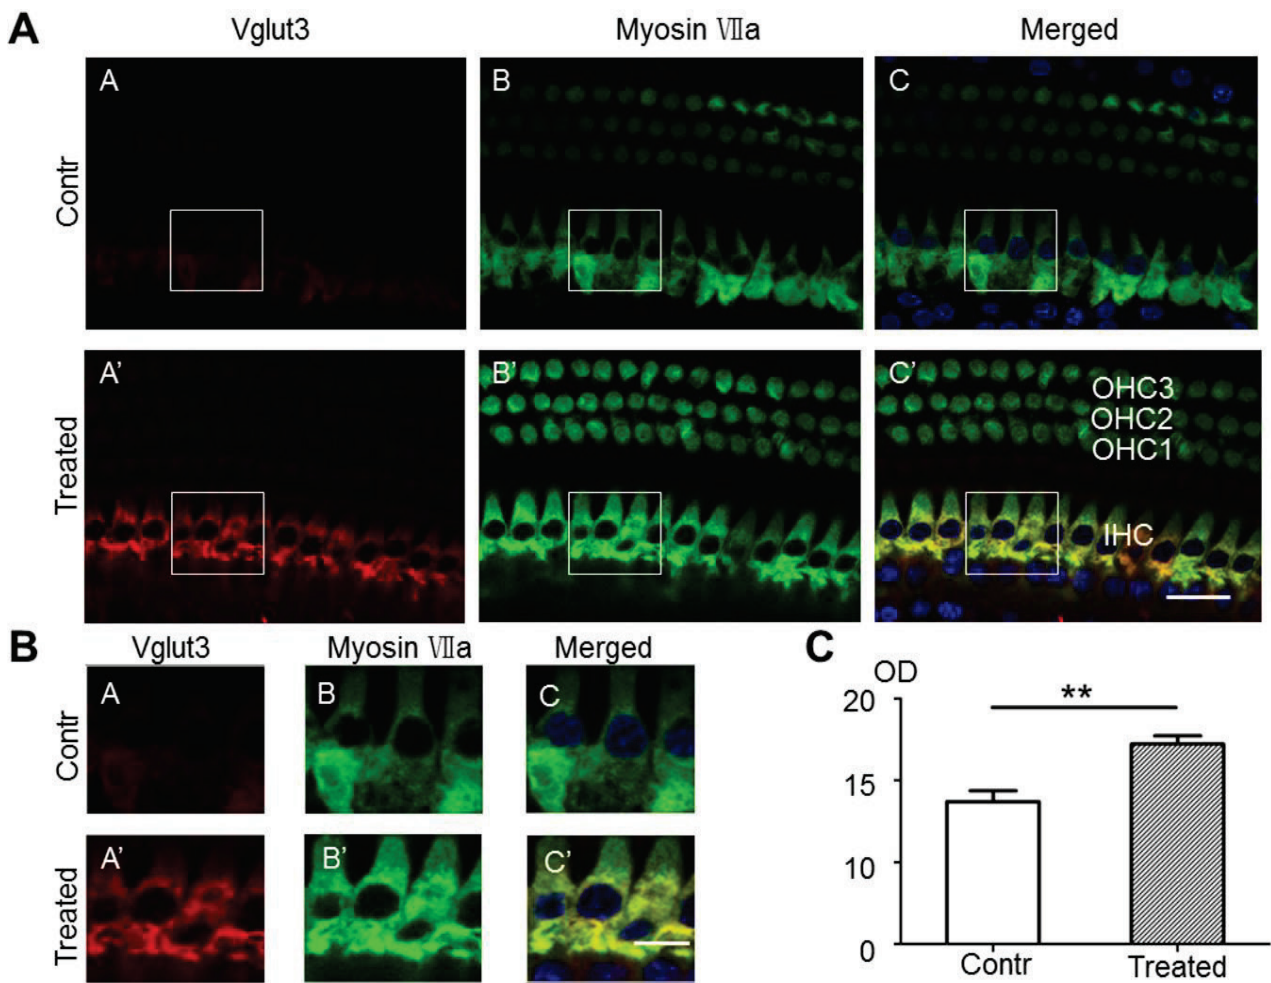 A
Vglut3
Myosin Ⅶa
Merged
Contr
A
B
C
Treated
A'
B'
C'
OHC3
OHC2
OHC1
IHC
B
Vglut3
Myosin Ⅶa
Merged
Contr
A
B
C
Treated
A'
B'
C'
C
OD
20
15
10
0
**
Contr
Treated